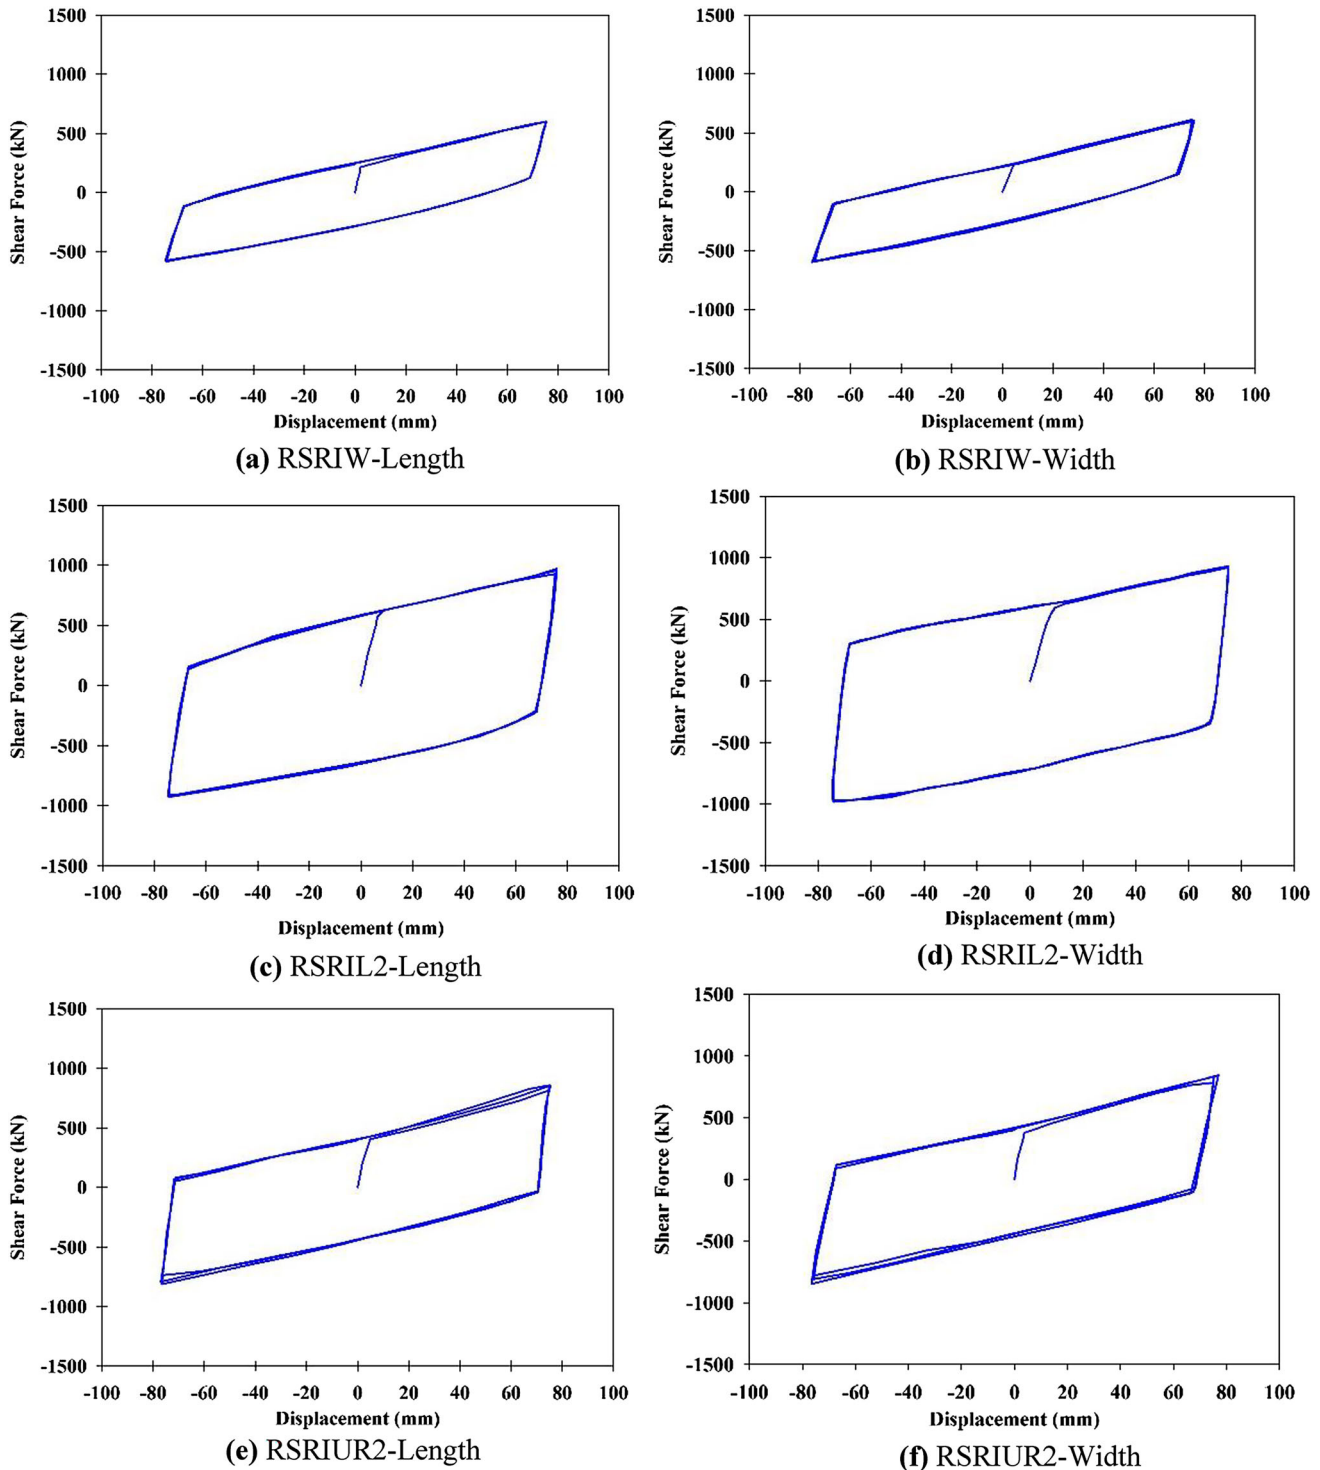 1500
1000
500
0
-500
-1000
-1500
Shear Force (kN)
-100 -80 -60 -40 -20 0 20 40 60 80 100
Displacement (mm)
(a) RSRIW-Length
1500
1000
500
0
-500
-1000
-1500
Shear Force (kN)
-100 -80 -60 -40 -20 0 20 40 60 80 100
Displacement (mm)
(b) RSRIW-Width
1500
1000
500
0
-500
-1000
-1500
Shear Force (kN)
-100 -80 -60 -40 -20 0 20 40 60 80 100
Displacement (mm)
(c) RSRIL2-Length
1500
1000
500
0
-500
-1000
-1500
Shear Force (kN)
-100 -80 -60 -40 -20 0 20 40 60 80 100
Displacement (mm)
(d) RSRIL2-Width
1500
1000
500
0
-500
-1000
-1500
Shear Force (kN)
-100 -80 -60 -40 -20 0 20 40 60 80 100
Displacement (mm)
(e) RSRIUR2-Length
1500
1000
500
0
-500
-1000
-1500
Shear Force (kN)
-100 -80 -60 -40 -20 0 20 40 60 80 100
Displacement (mm)
(f) RSRIUR2-Width